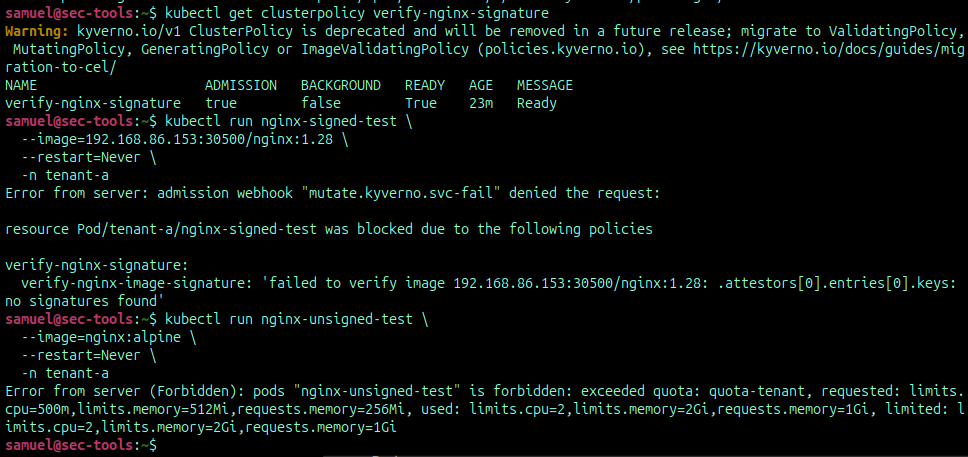 samuel@sec-tools:~$ kubectl get clusterpolicy verify-nginx-signature
Warning: kyverno.io/v1 ClusterPolicy is deprecated and will be removed in a future release; migrate to ValidatingPolicy,
 MutatingPolicy, GeneratingPolicy or ImageValidatingPolicy (policies.kyverno.io), see https://kyverno.io/docs/guides/mig
ration-to-cel/
NAME                     ADMISSION   BACKGROUND   READY   AGE   MESSAGE
verify-nginx-signature   true        false        True    23m   Ready
samuel@sec-tools:~$ kubectl run nginx-signed-test \
  --image=192.168.86.153:30500/nginx:1.28 \
  --restart=Never \
  -n tenant-a
Error from server: admission webhook "mutate.kyverno.svc-fail" denied the request:
resource Pod/tenant-a/nginx-signed-test was blocked due to the following policies
verify-nginx-signature:
  verify-nginx-image-signature: 'failed to verify image 192.168.86.153:30500/nginx:1.28: .attestors[0].entries[0].keys:
no signatures found'
samuel@sec-tools:~$ kubectl run nginx-unsigned-test \
  --image=nginx:alpine \
  --restart=Never \
  -n tenant-a
Error from server (Forbidden): pods "nginx-unsigned-test" is forbidden: exceeded quota: quota-tenant, requested: limits.
cpu=500m,limits.memory=512Mi,requests.memory=256Mi, used: limits.cpu=2,limits.memory=2Gi,requests.memory=1Gi, limited: l
imits.cpu=2,limits.memory=2Gi,requests.memory=1Gi
samuel@sec-tools:~$